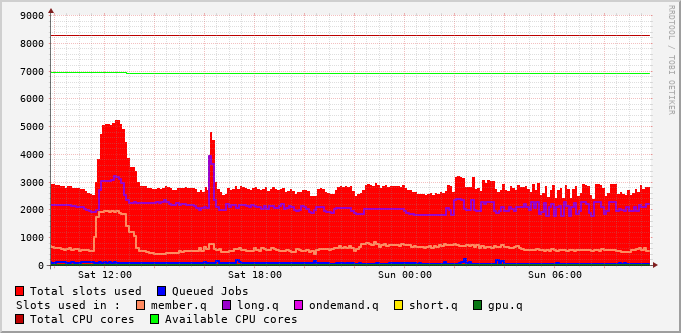 9000
8000
7000
6000
5000
4000
3000
2000
1000
0
Sat 12:00 Sat 18:00 Sun 00:00 Sun 06:00
RRDTOOL / TOBI OETIKER
Total slots used Queued Jobs
Slots used in : member.q long.q ondemand.q short.q gpu.q
Total CPU cores Available CPU cores